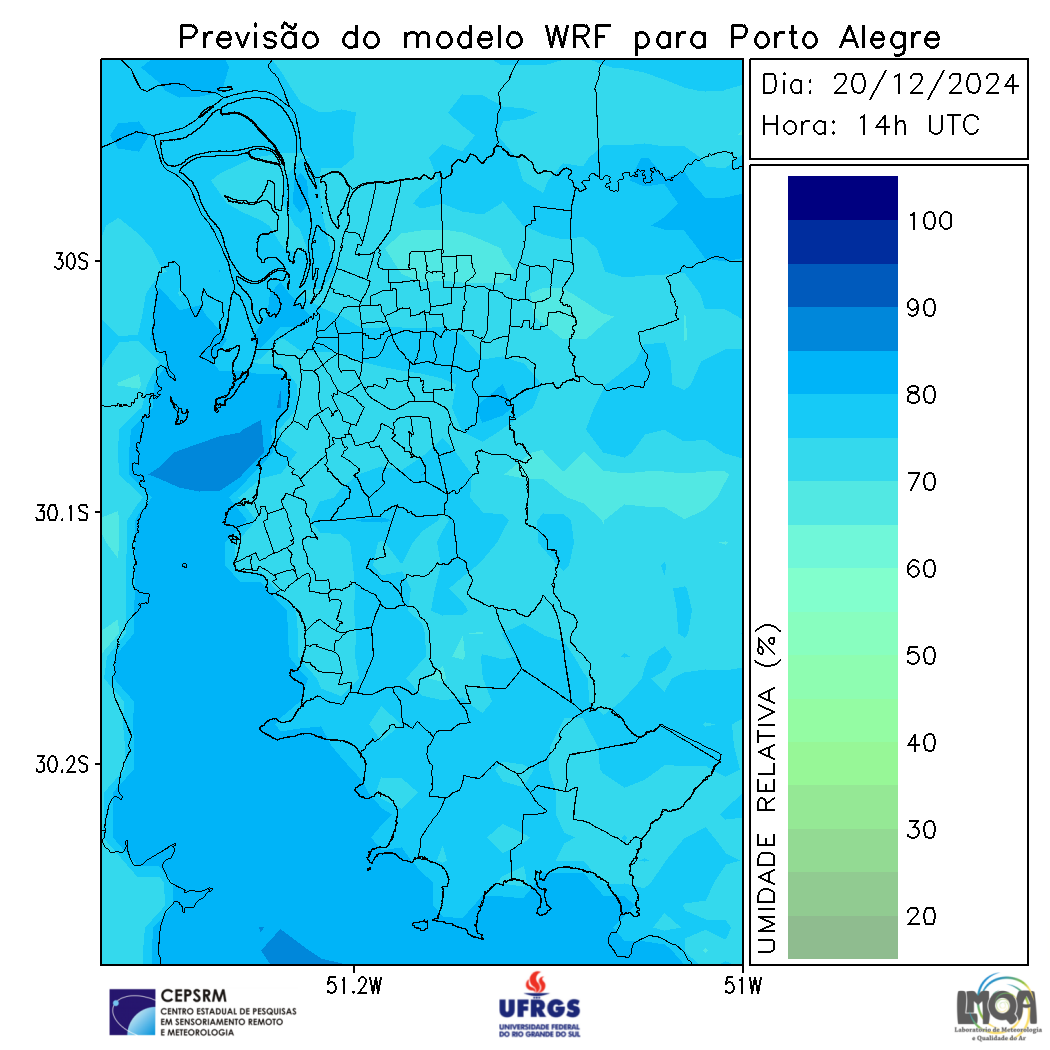 Previsão do modelo WRF para Porto Alegre
Dia: 20/12/2024
Hora: 14h UTC
100
90
80
70
60
50
40
30
20
UMIDADE RELATIVA (%)
30S
30.1S
30.2S
51.2W
51W
CEPSRM
CENTRO ESTADUAL DE PESQUISAS
EM SENSORIAMENTO REMOTO
E METEOROLOGIA
UFRGS
UNIVERSIDADE FEDERAL
DO RIO GRANDE DO SUL
LMQA
Laboratório de Meteorologia
e Qualidade do Ar